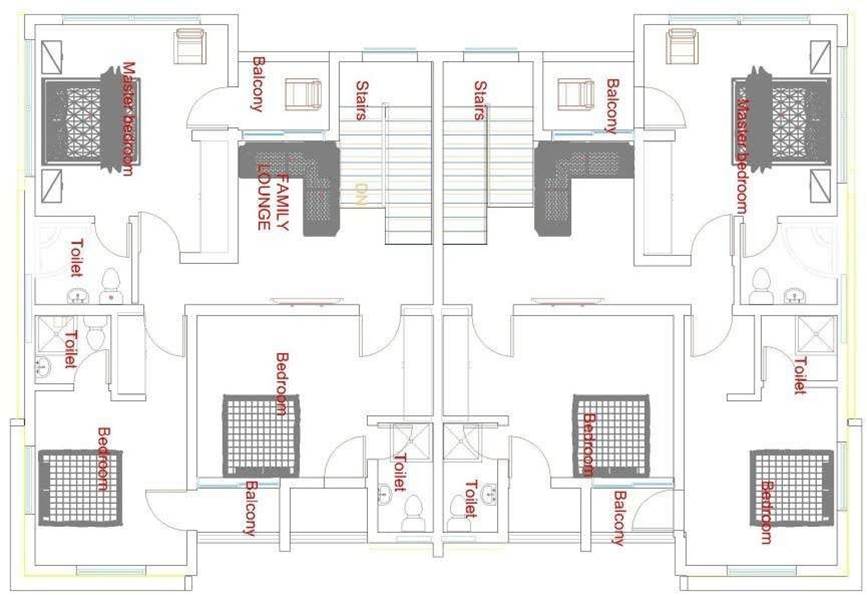 Master bedroom
Balcony
Stairs
Stairs
Balcony
Master bedroom
FAMILY
LOUNGE
DN
Toilet
Toilet
Bedroom
Bedroom
Balcony
Toilet
Toilet
Bedroom
Balcony
Toilet
Bedroom